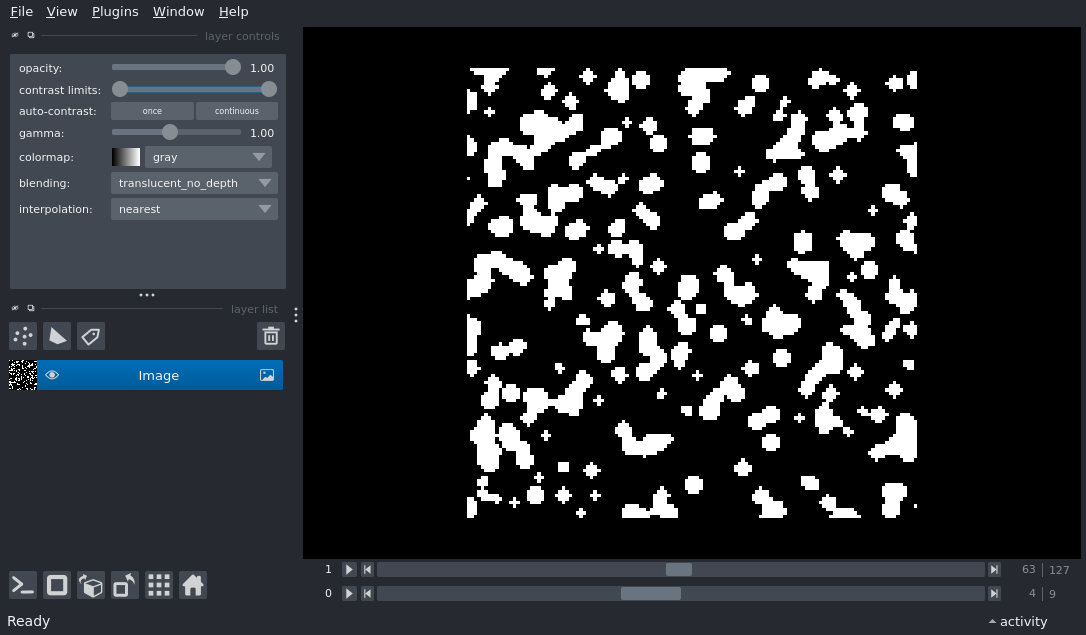 File View Plugins Window Help
layer controls
opacity: 1.00
contrast limits:
auto-contrast: once continuous
gamma: 1.00
colormap: gray
blending: translucent_no_depth
interpolation: nearest
layer list
Image
1 63 127
0 4 9
Ready activity